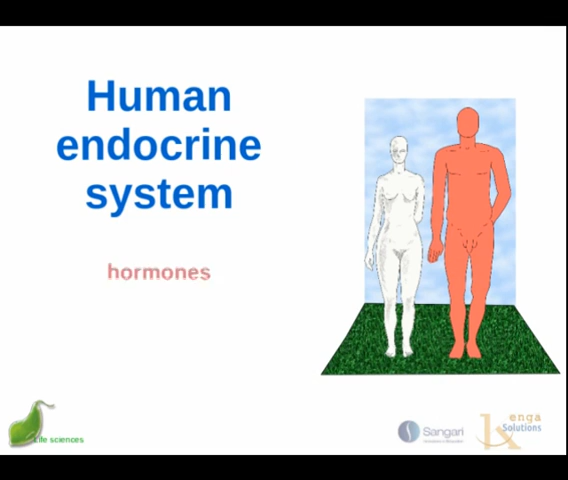 Human
endocrine
system
hormones
Life sciences
Sangari
enga
Solutions